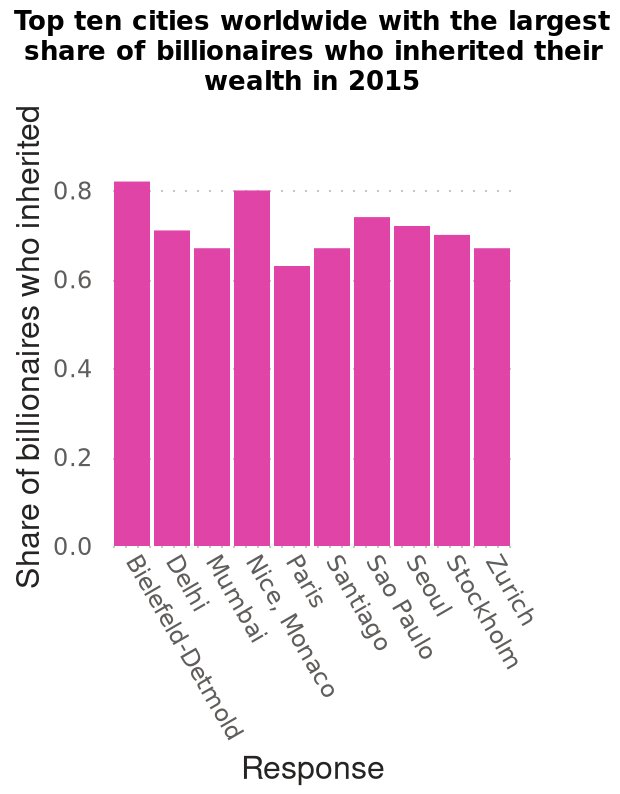 Top ten cities worldwide with the largest
share of billionaires who inherited their
wealth in 2015
Share of billionaires who inherited
0.8
0.6
0.4
0.2
0.0
Bielefeld-Detmold
Delhi
Mumbai
Nice, Monaco
Paris
Santiago
Sao Paulo
Seoul
Stockholm
Zurich
Response